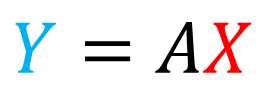 Y = AX